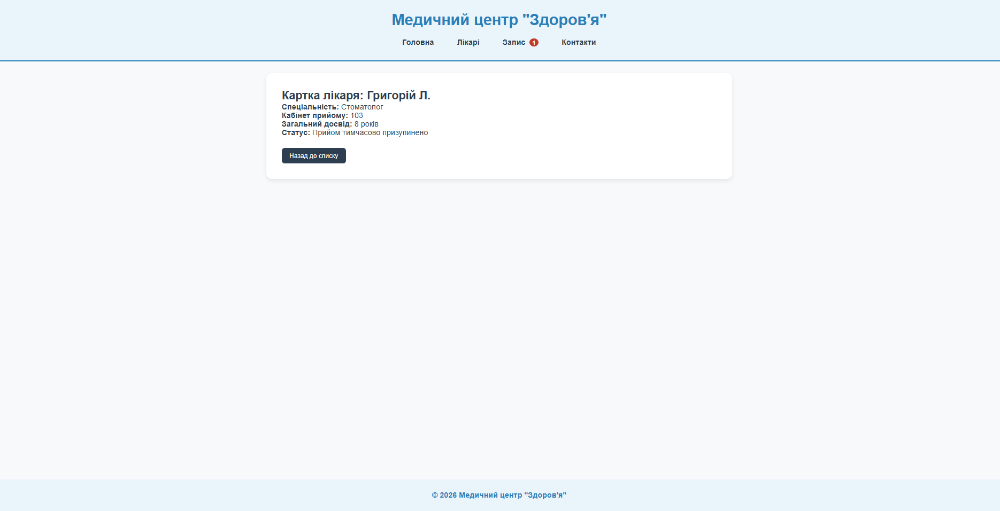 Медичний центр "Здоров'я"
Головна Лікарі Запис 1 Контакти
Картка лікаря: Григорій Л.
Спеціальність: Стоматолог
Кабінет прийому: 103
Загальний досвід: 8 років
Статус: Прийом тимчасово призупинено
Назад до списку
© 2026 Медичний центр "Здоров'я"